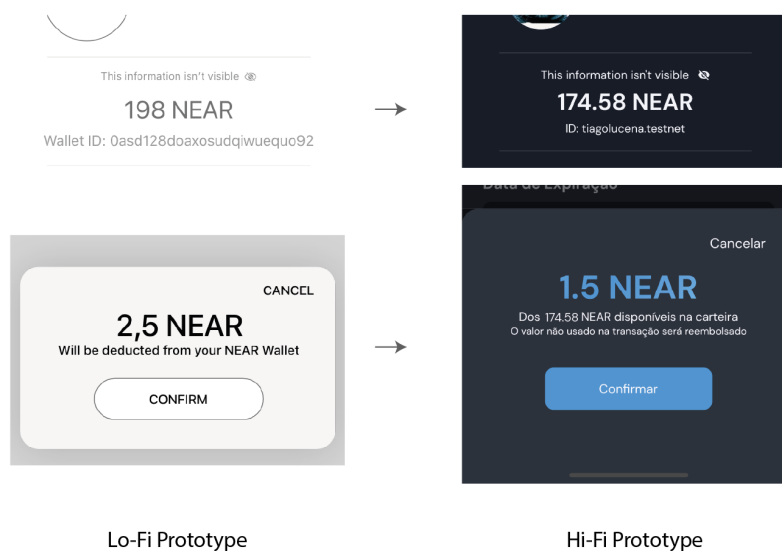 This information isn't visible
198 NEAR
Wallet ID: 0asd128doaxosudqiwuequo92
This information isn't visible
174.58 NEAR
ID: tiagolucena.testnet
CANCEL
2,5 NEAR
Will be deducted from your NEAR Wallet
CONFIRM
Data de Expiração
Cancelar
1.5 NEAR
Dos 174.58 NEAR disponíveis na carteira
O valor não usado na transação será reembolsado
Confirmar
Lo-Fi Prototype
Hi-Fi Prototype